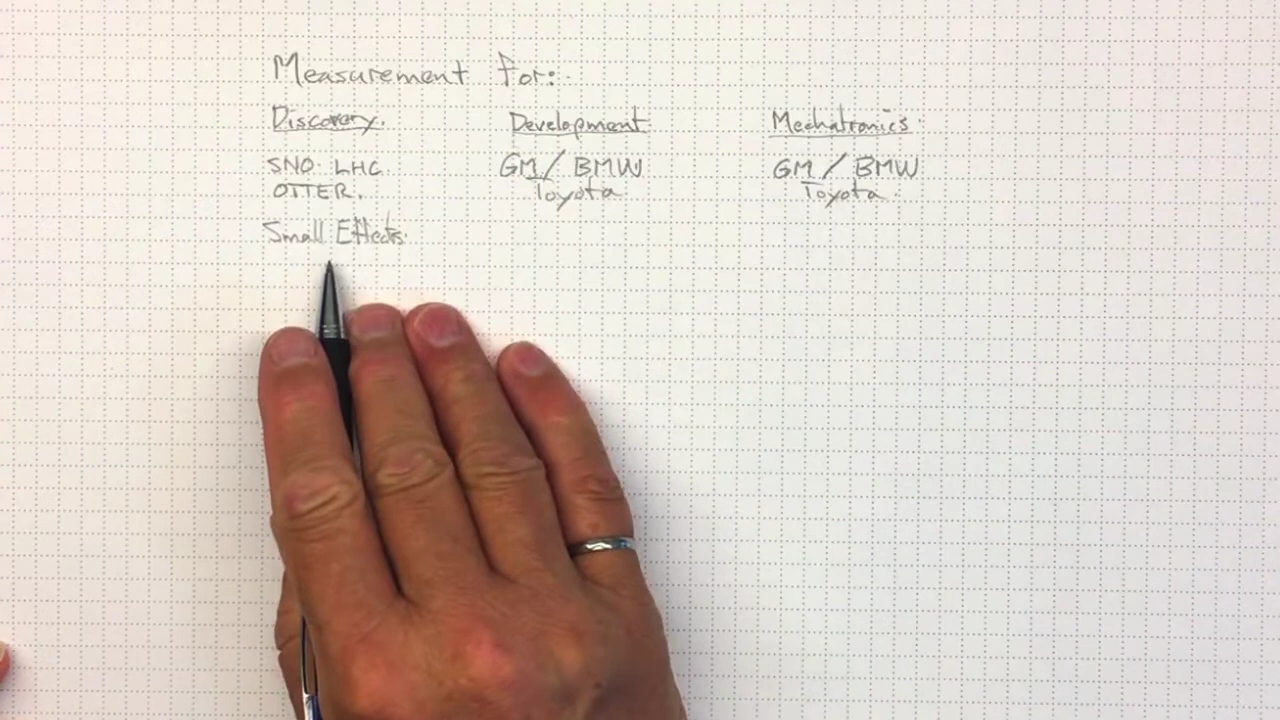 Measurement for:
Discovery. Development Mechatronics
SNO LHC GM / BMW GM / BMW
OTTER. Toyota Toyota
Small Effects